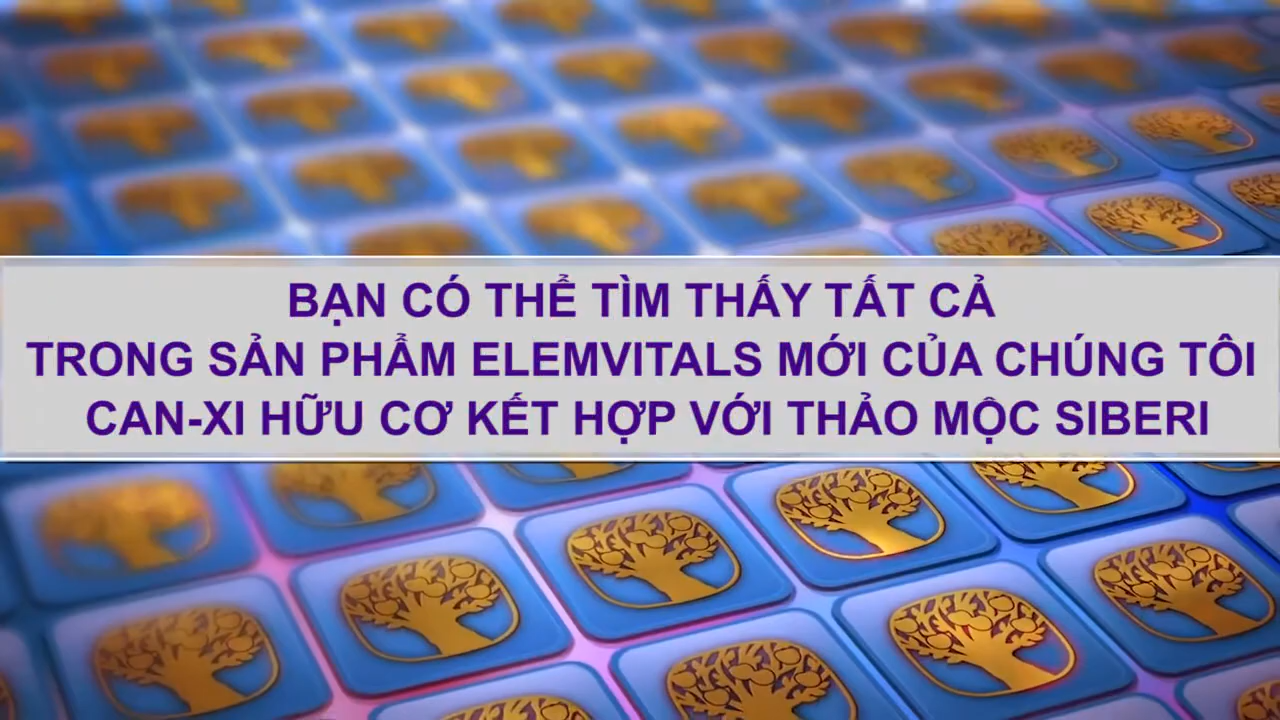 BẠN CÓ THỂ TÌM THẤY TẤT CẢ
TRONG SẢN PHẨM ELEMVITALS MỚI CỦA CHÚNG TÔI
CAN-XI HỮU CƠ KẾT HỢP VỚI THẢO MỘC SIBERI